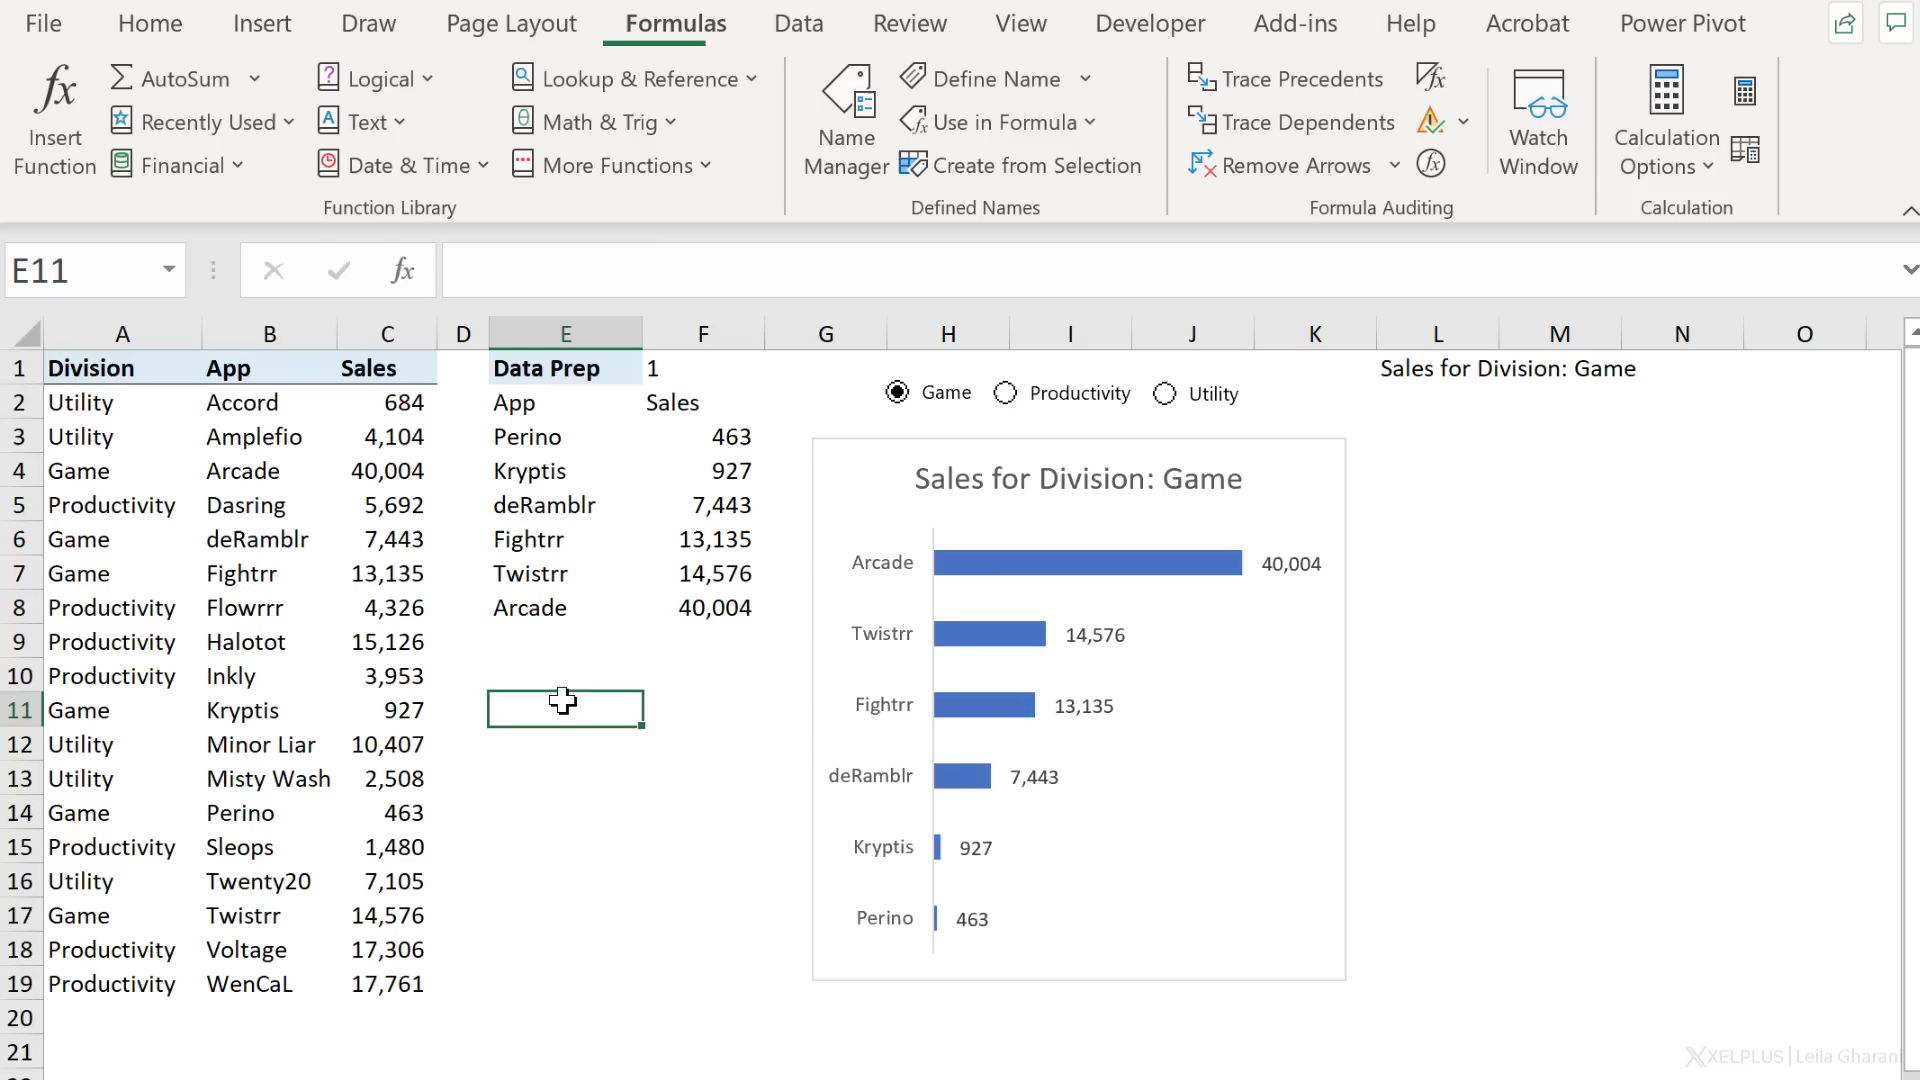 File Home Insert Draw Page Layout Formulas Data Review View Developer Add-ins Help Acrobat Power Pivot
fx Insert Function
AutoSum
Recently Used
Financial
Logical
Text
Date & Time
Lookup & Reference
Math & Trig
More Functions
Function Library
Name Manager
Define Name
Use in Formula
Create from Selection
Defined Names
Trace Precedents
Trace Dependents
Remove Arrows
Formula Auditing
Watch Window
Calculation Options
Calculation
E11 fx
A B C D E F G H I J K L M N O
1 Division App Sales Data Prep 1 Sales for Division: Game
2 Utility Accord 684 App Sales
3 Utility Amplefio 4,104 Perino 463
4 Game Arcade 40,004 Kryptis 927
5 Productivity Dasring 5,692 deRamblr 7,443
6 Game deRamblr 7,443 Fightrr 13,135
7 Game Fightrr 13,135 Twistrr 14,576
8 Productivity Flowrrr 4,326 Arcade 40,004
9 Productivity Halotot 15,126
10 Productivity Inkly 3,953
11 Game Kryptis 927
12 Utility Minor Liar 10,407
13 Utility Misty Wash 2,508
14 Game Perino 463
15 Productivity Sleops 1,480
16 Utility Twenty20 7,105
17 Game Twistrr 14,576
18 Productivity Voltage 17,306
19 Productivity WenCaL 17,761
20
21
Game Productivity Utility
Sales for Division: Game
Arcade 40,004
Twistrr 14,576
Fightrr 13,135
deRamblr 7,443
Kryptis 927
Perino 463
XELPLUS | Leila Gharani